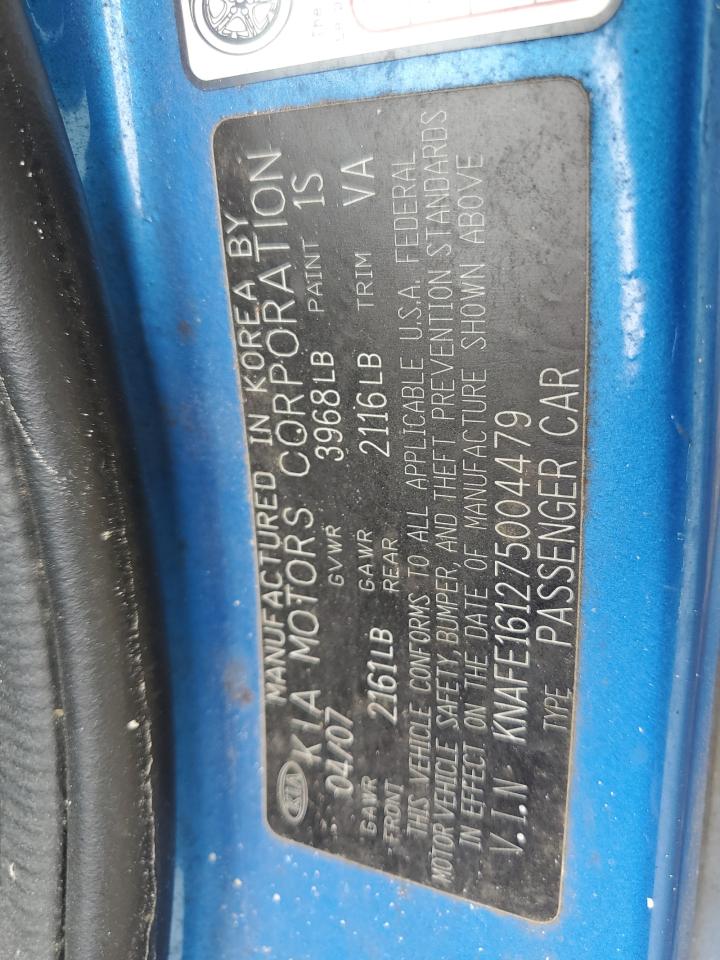 MANUFACTURED IN KOREA BY
KIA KIA MOTORS CORPORATION
04/07 GVWR 3968LB PAINT 1S
GAWR FRONT 2161LB GAWR REAR 2116LB TRIM VA
THIS VEHICLE CONFORMS TO ALL APPLICABLE U.S.A. FEDERAL
MOTOR VEHICLE SAFETY, BUMPER, AND THEFT PREVENTION STANDARDS
IN EFFECT ON THE DATE OF MANUFACTURE SHOWN ABOVE
V.I.N KNAFE161275004479
TYPE PASSENGER CAR